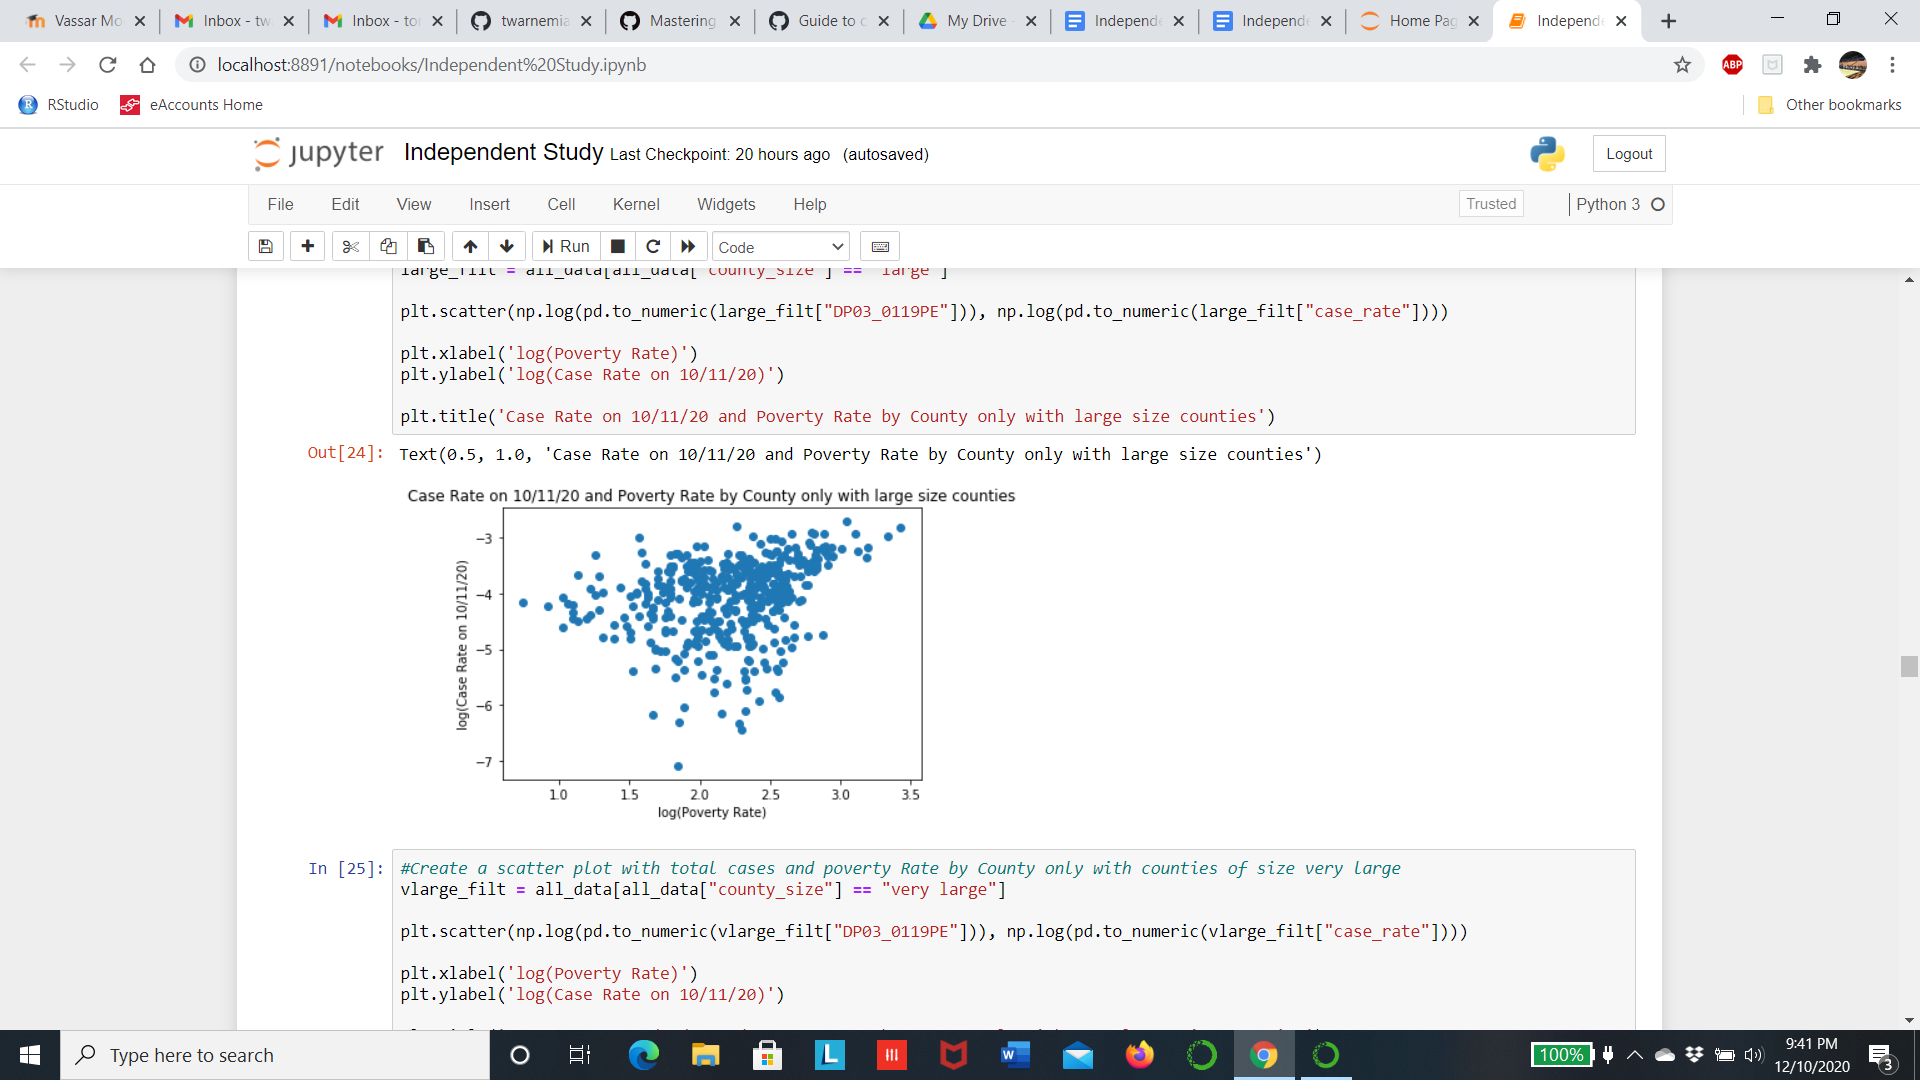 Vassar Mo
Inbox - tw
Inbox - tor
twarnemia
Mastering
Guide to c
My Drive -
Independe
Independe
Home Pag
Independe
localhost:8891/notebooks/Independent%20Study.ipynb
ABP
R RStudio
eAccounts Home
Other bookmarks
jupyter Independent Study Last Checkpoint: 20 hours ago (autosaved)
Logout
File Edit View Insert Cell Kernel Widgets Help
Trusted
Python 3
Run
Code
large_filt = all_data[all_data["county_size"] == "large"]
plt.scatter(np.log(pd.to_numeric(large_filt["DP03_0119PE"])), np.log(pd.to_numeric(large_filt["case_rate"])))
plt.xlabel('log(Poverty Rate)')
plt.ylabel('log(Case Rate on 10/11/20)')
plt.title('Case Rate on 10/11/20 and Poverty Rate by County only with large size counties')
Out[24]: Text(0.5, 1.0, 'Case Rate on 10/11/20 and Poverty Rate by County only with large size counties')
Case Rate on 10/11/20 and Poverty Rate by County only with large size counties
log(Case Rate on 10/11/20)
−3
−4
−5
−6
−7
1.0 1.5 2.0 2.5 3.0 3.5
log(Poverty Rate)
In [25]: #Create a scatter plot with total cases and poverty Rate by County only with counties of size very large
vlarge_filt = all_data[all_data["county_size"] == "very large"]
plt.scatter(np.log(pd.to_numeric(vlarge_filt["DP03_0119PE"])), np.log(pd.to_numeric(vlarge_filt["case_rate"])))
plt.xlabel('log(Poverty Rate)')
plt.ylabel('log(Case Rate on 10/11/20)')
Type here to search
L
W
100%
9:41 PM
12/10/2020
3